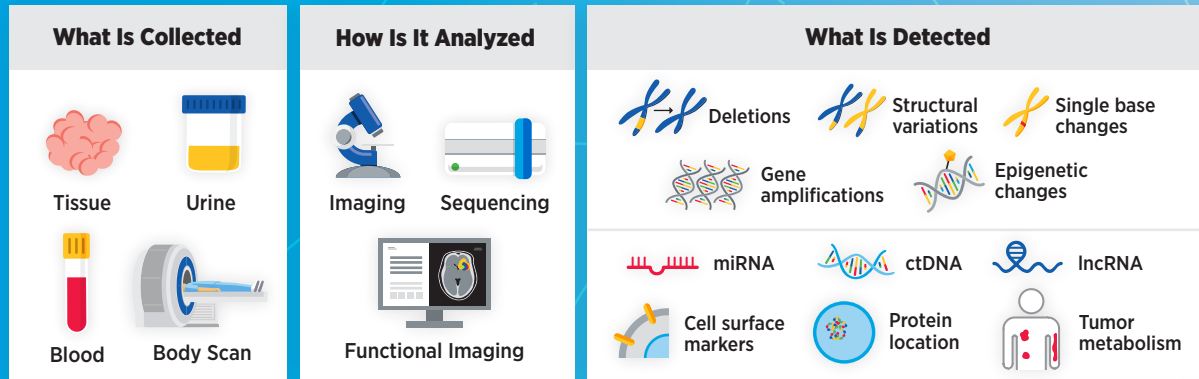 What Is Collected
Tissue
Urine
Blood
Body Scan
How Is It Analyzed
Imaging
Sequencing
Functional Imaging
What Is Detected
Deletions
Structural
variations
Single base
changes
Gene
amplifications
Epigenetic
changes
miRNA
ctDNA
lncRNA
Cell surface
markers
Protein
location
Tumor
metabolism